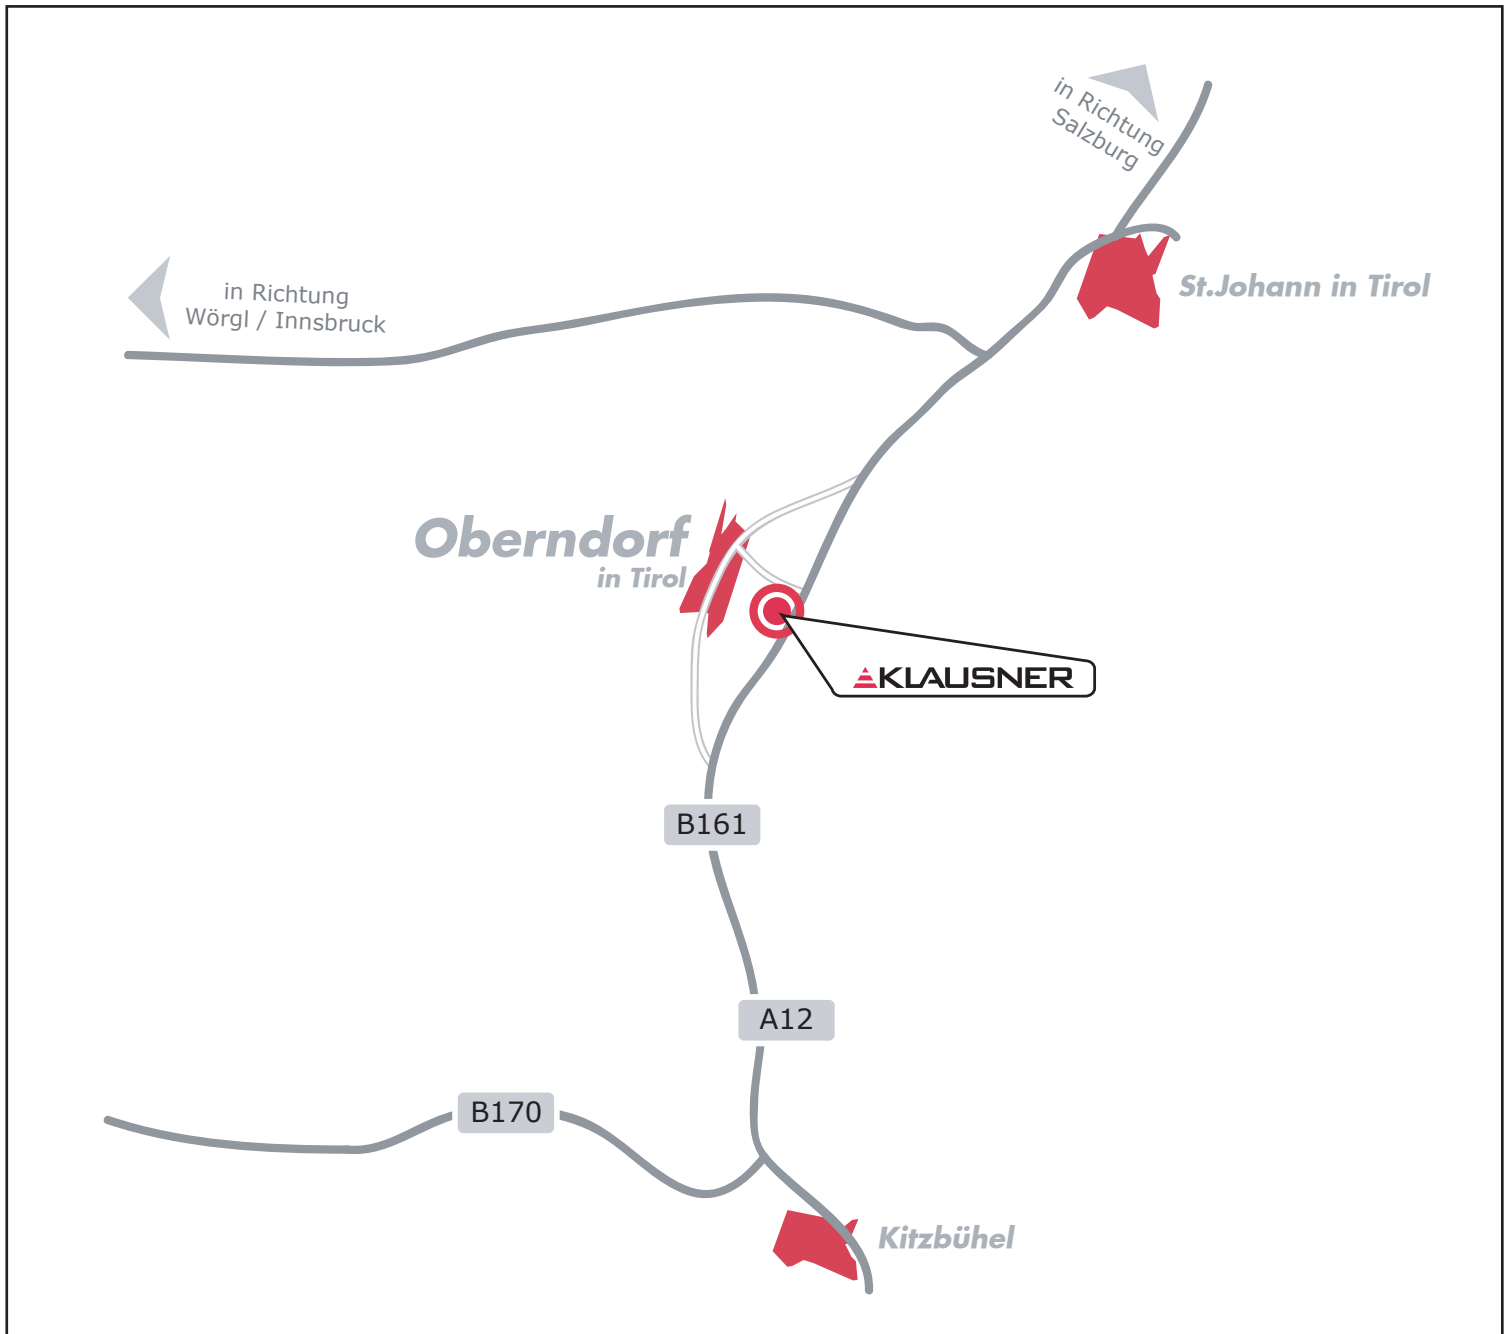 in Richtung
Salzburg
St.Johann in Tirol
in Richtung
Wörgl / Innsbruck
Oberndorf
in Tirol
KLAUSNER
B161
A12
B170
Kitzbühel